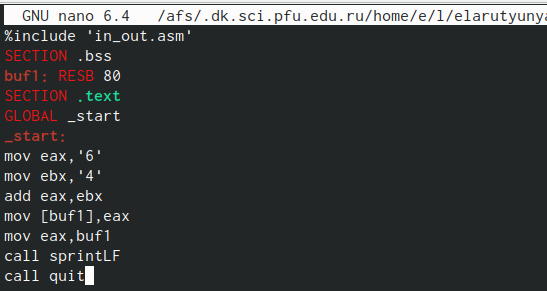 GNU nano 6.4 /afs/.dk.sci.pfu.edu.ru/home/e/l/elarutyunya
%include 'in_out.asm'
SECTION .bss
buf1: RESB 80
SECTION .text
GLOBAL _start
_start:
mov eax,'6'
mov ebx,'4'
add eax,ebx
mov [buf1],eax
mov eax,buf1
call sprintLF
call quit